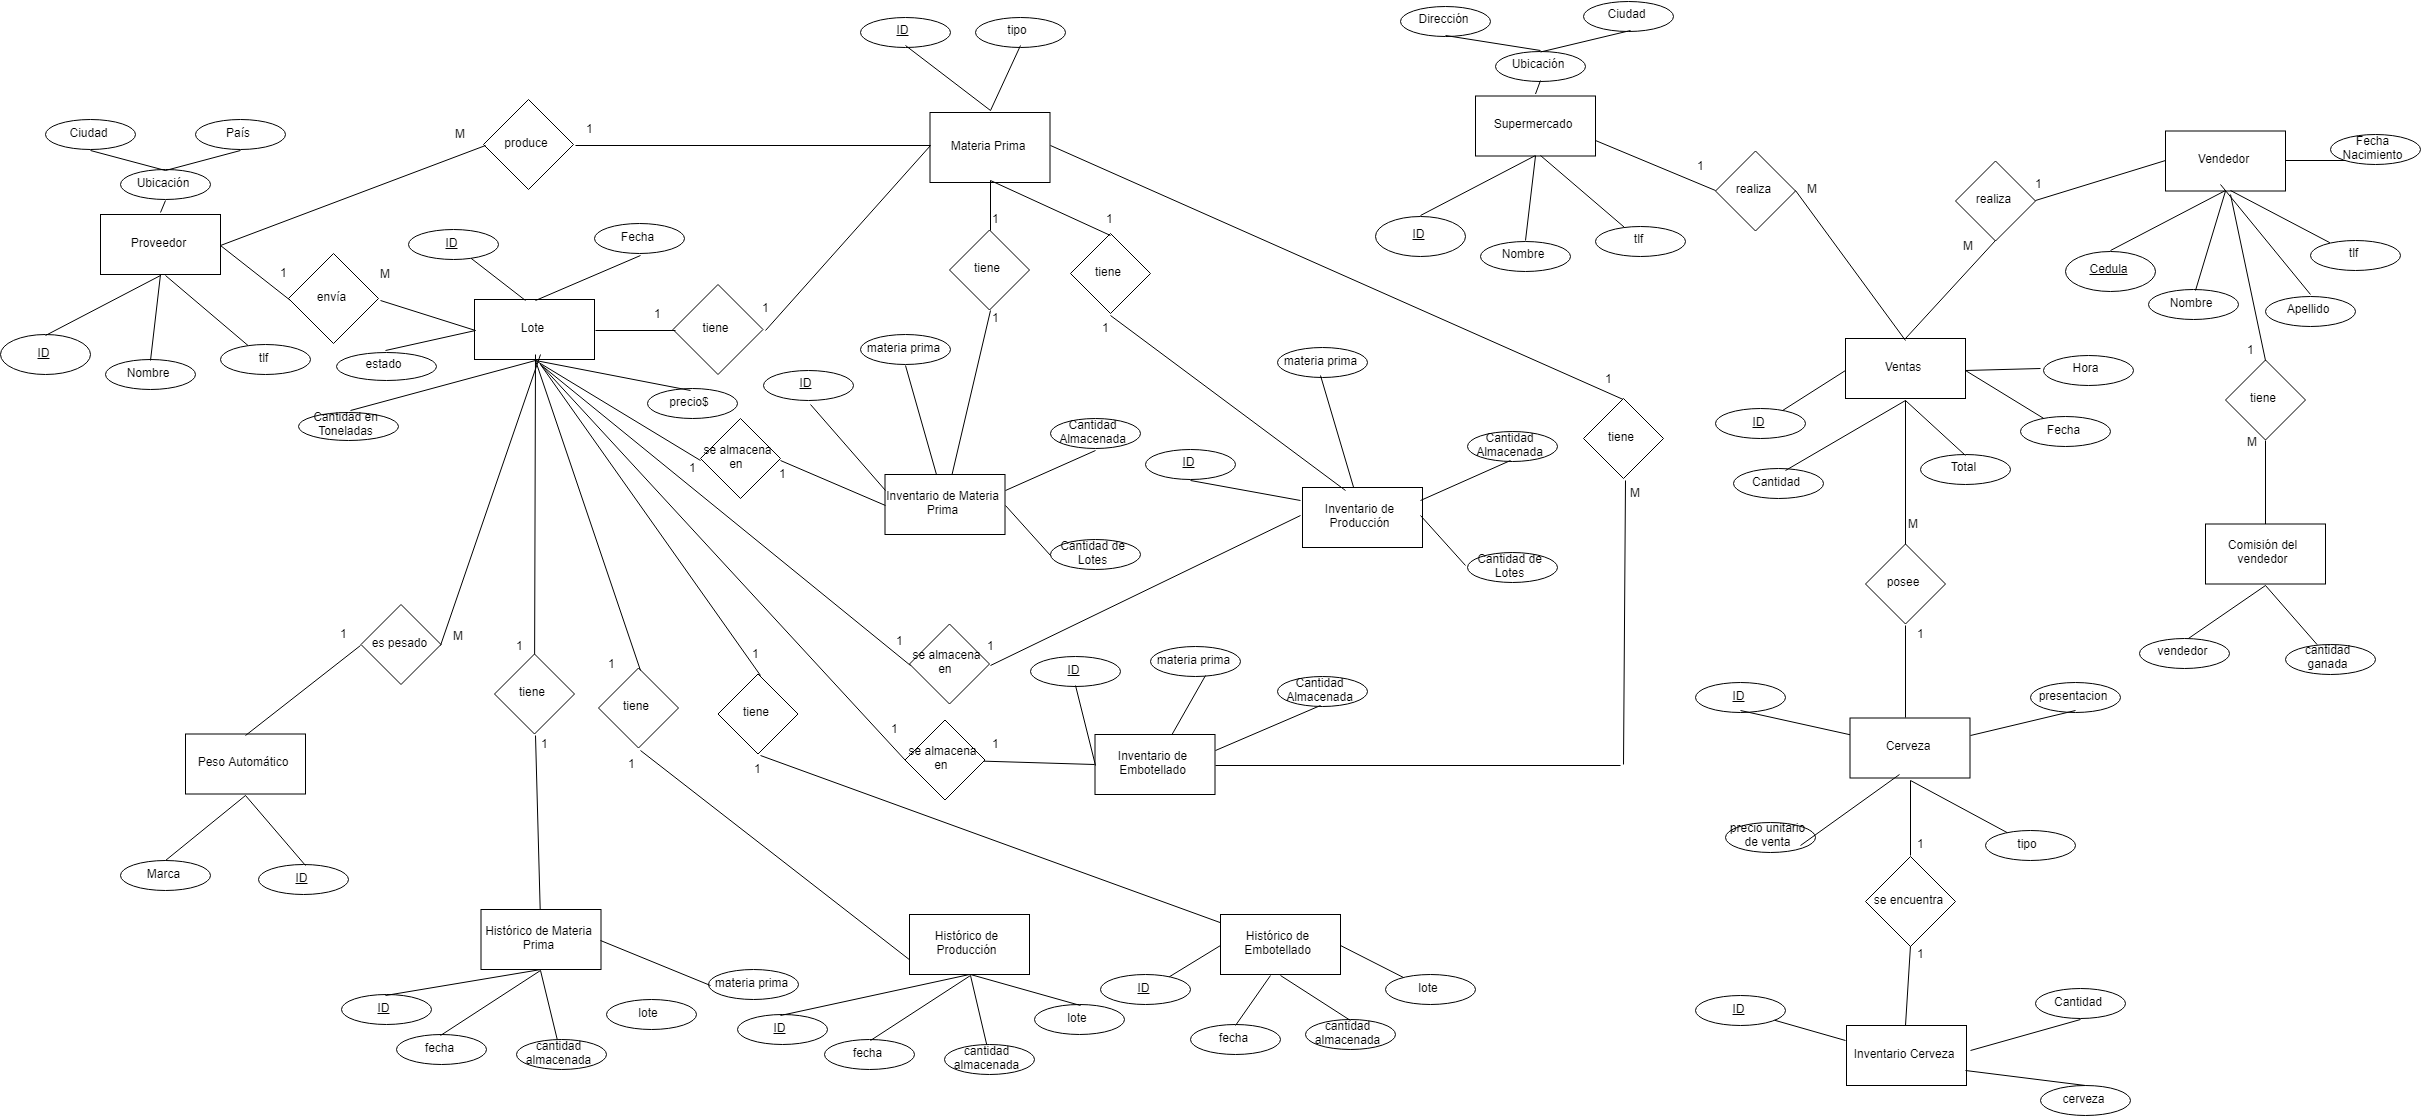 ID
tipo
Dirección
Ciudad
Ubicación
Supermercado
ID
Nombre
tlf
1
realiza
M
Vendedor
Fecha
Nacimiento
Cedula
Nombre
Apellido
tlf
1
realiza
M
Ciudad
País
Ubicación
Proveedor
ID
Nombre
tlf
M
produce
1
Materia Prima
1
envía
M
ID
Fecha
Lote
estado
Cantidad en
Toneladas
precio$
1
tiene
1
1
tiene
1
1
tiene
1
1
tiene
M
materia prima
ID
Cantidad
Almacenada
Inventario de Materia
Prima
Cantidad de
Lotes
se almacena
en
1
1
materia prima
ID
Cantidad
Almacenada
Inventario de
Producción
Cantidad de
Lotes
Ventas
Hora
ID
Fecha
Cantidad
Total
M
posee
1
1
tiene
M
Comisión del
vendedor
vendedor
cantidad
ganada
1
es pesado
M
Peso Automático
Marca
ID
1
tiene
1
1
tiene
1
1
tiene
1
1
se almacena
en
1
1
se almacena
en
1
ID
materia prima
Cantidad
Almacenada
Inventario de
Embotellado
ID
presentacion
Cerveza
precio unitario
de venta
tipo
1
se encuentra
1
ID
Cantidad
Inventario Cerveza
cerveza
Histórico de Materia
Prima
ID
fecha
cantidad
almacenada
lote
materia prima
Histórico de
Producción
ID
fecha
cantidad
almacenada
lote
Histórico de
Embotellado
ID
fecha
cantidad
almacenada
lote